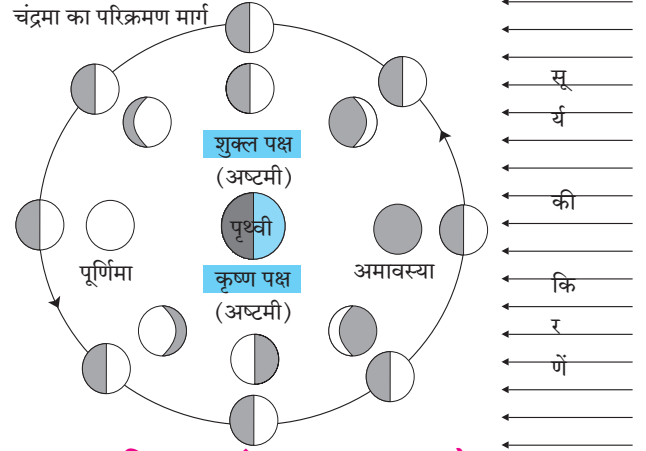 चंद्रमा का परिक्रमण मार्ग
शुक्ल पक्ष
(अष्टमी)
पृथ्वी
पूर्णिमा
अमावस्या
कृष्ण पक्ष
(अष्टमी)
सू
र्य
की
कि
र
णें